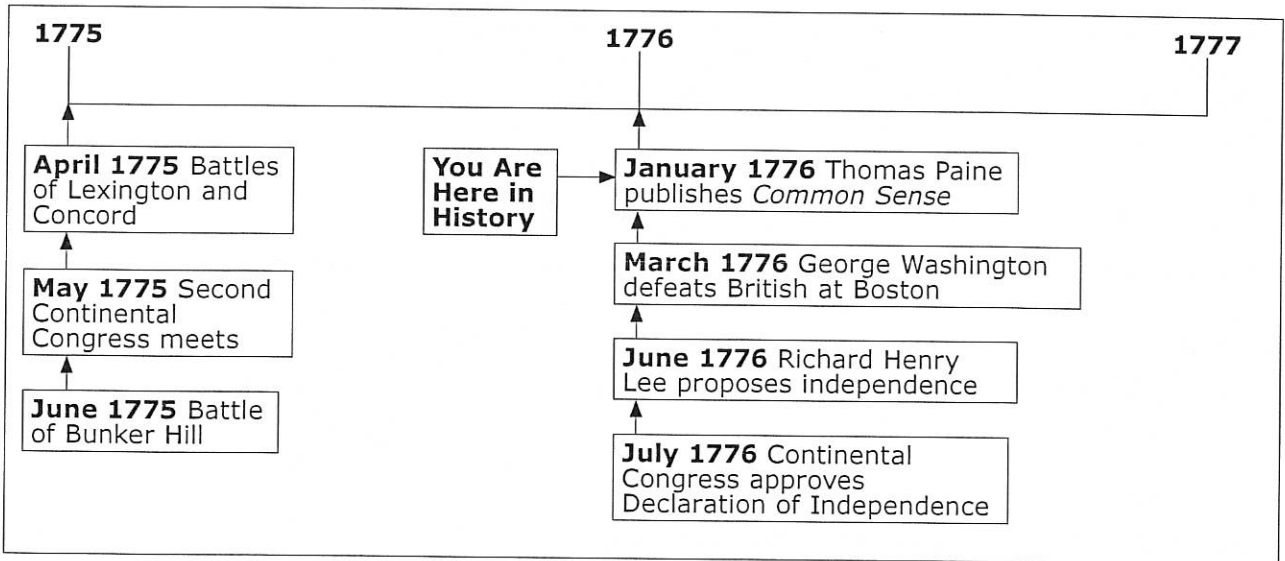 1775
1776
1777
April 1775 Battles
of Lexington and
Concord
May 1775 Second
Continental
Congress meets
June 1775 Battle
of Bunker Hill
You Are
Here in
History
January 1776 Thomas Paine
publishes Common Sense
March 1776 George Washington
defeats British at Boston
June 1776 Richard Henry
Lee proposes independence
July 1776 Continental
Congress approves
Declaration of Independence